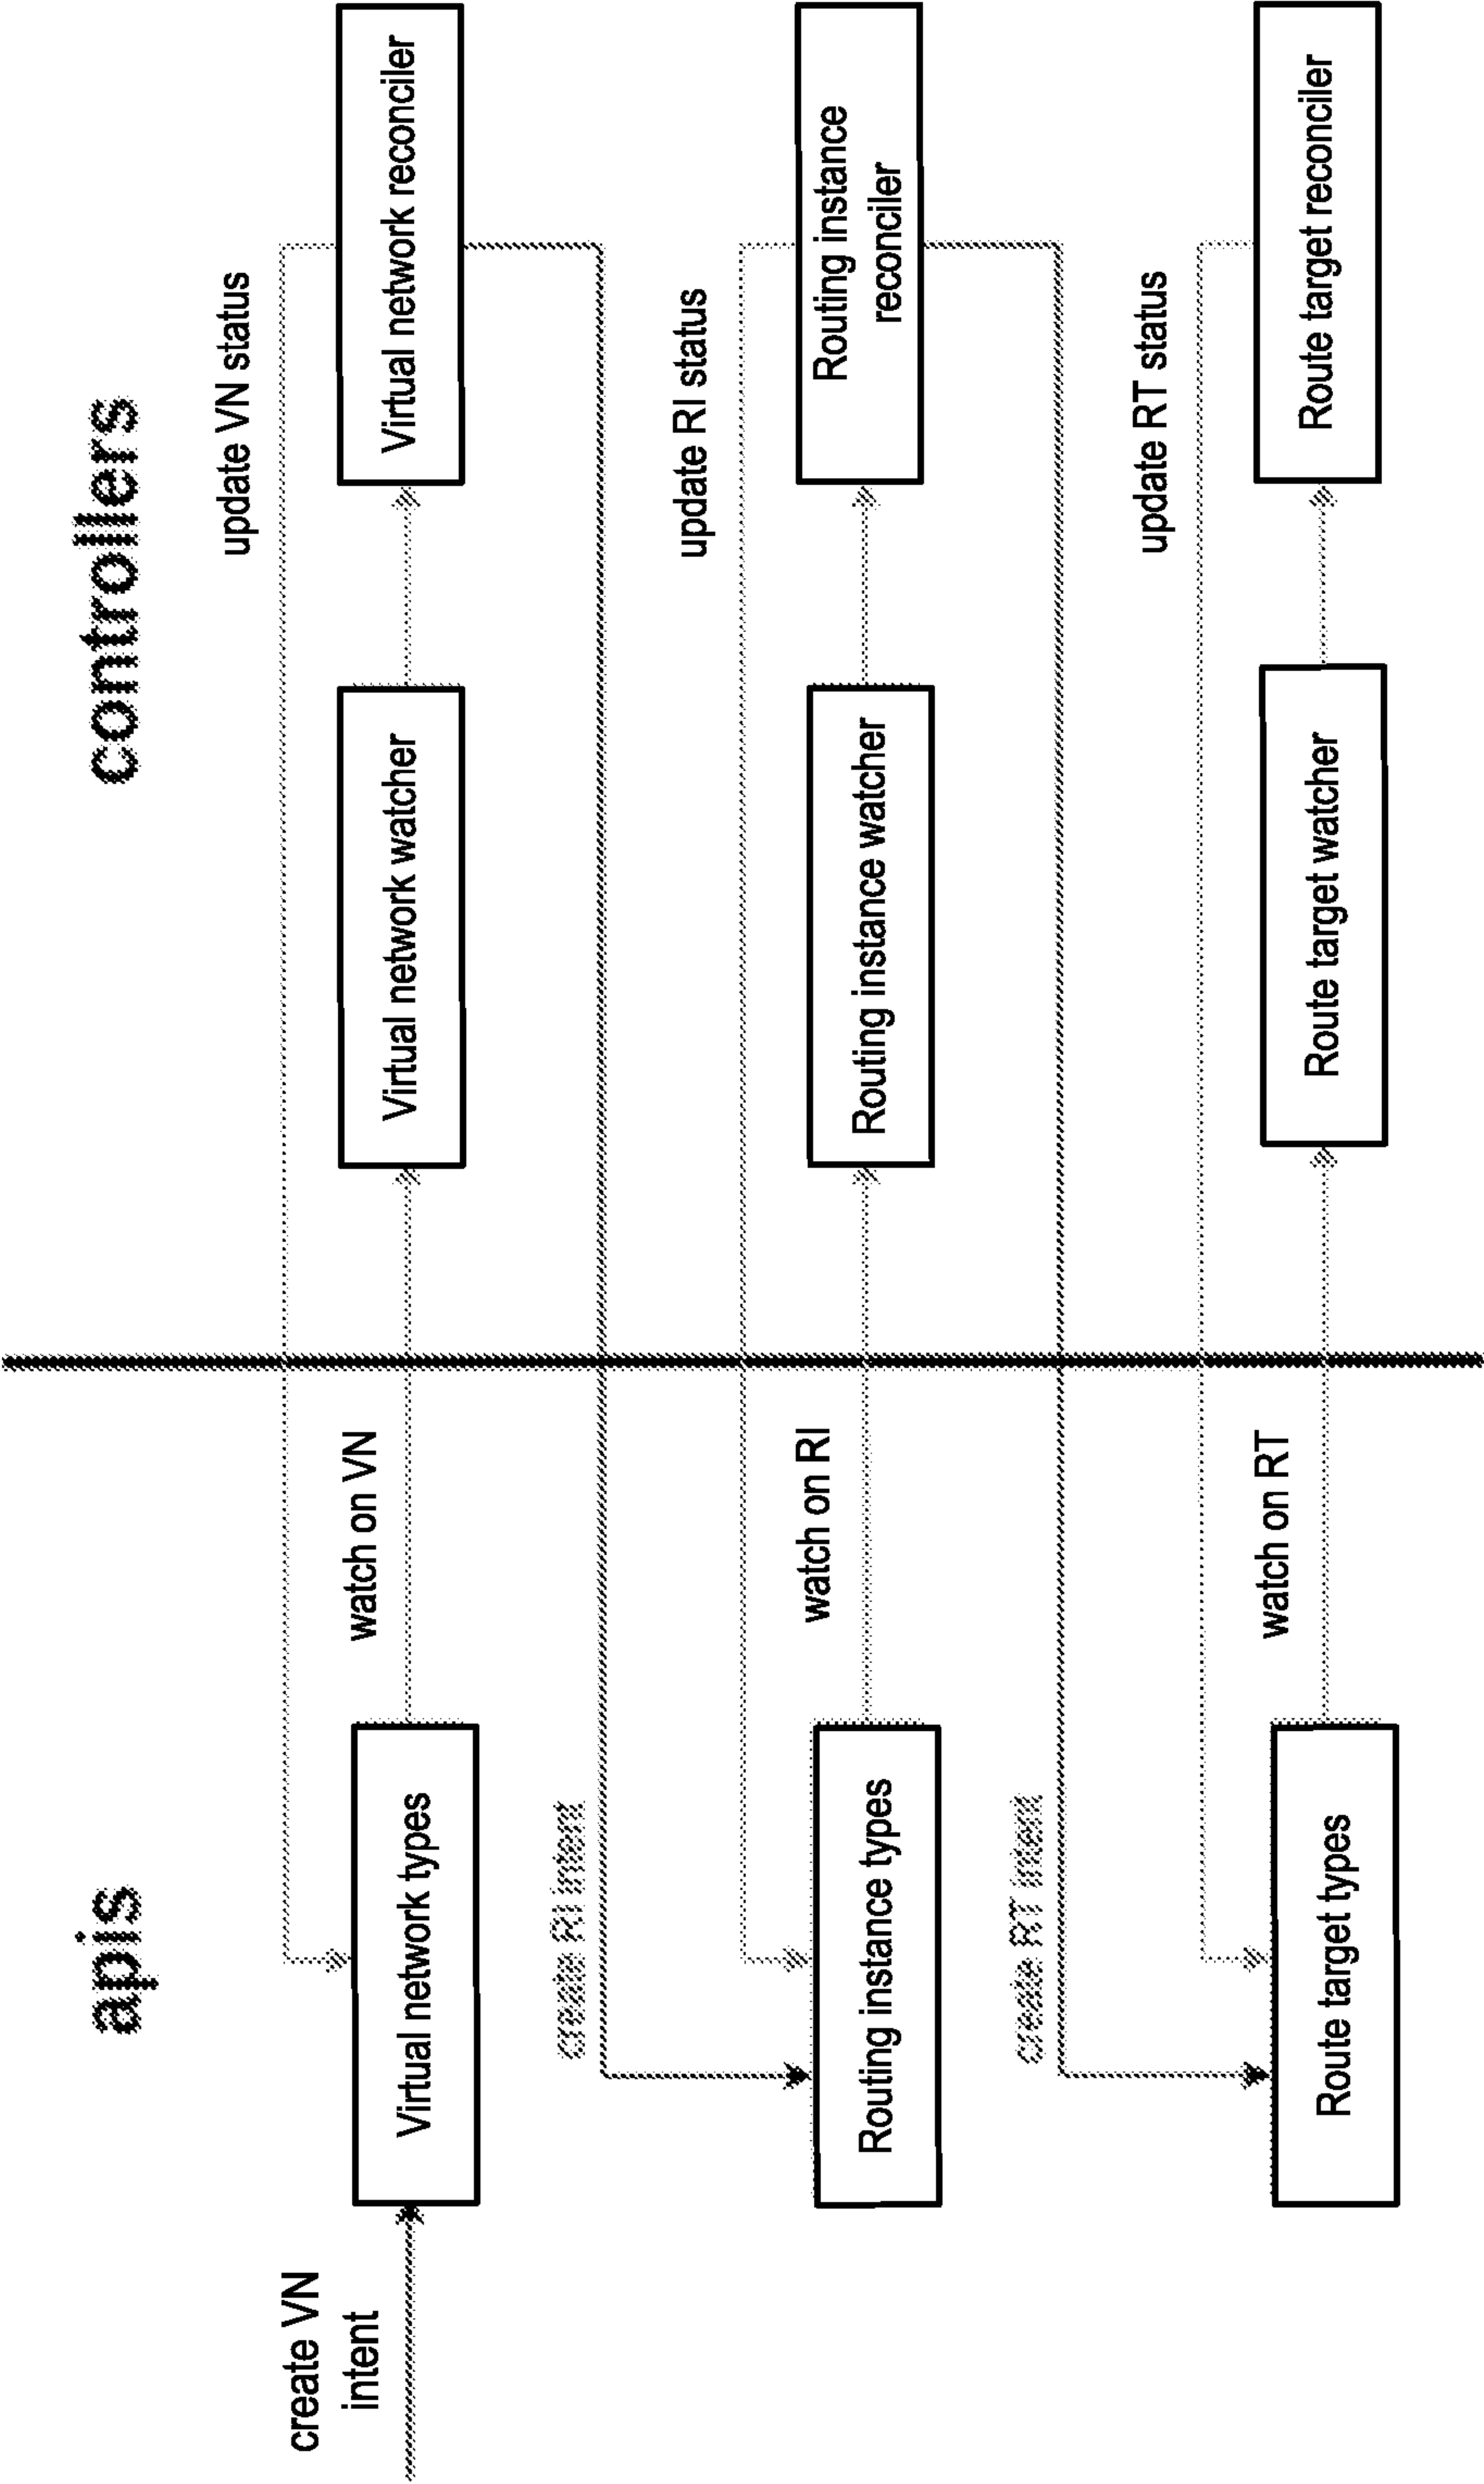 apis
controllers
update VN status
create VN
intent
Virtual network types
watch on VN
Virtual network watcher
Virtual network reconciler
create RI intent
update RI status
Routing instance types
watch on RI
Routing instance watcher
Routing instance
reconciler
create RT intent
update RT status
Route target types
watch on RT
Route target watcher
Route target reconciler